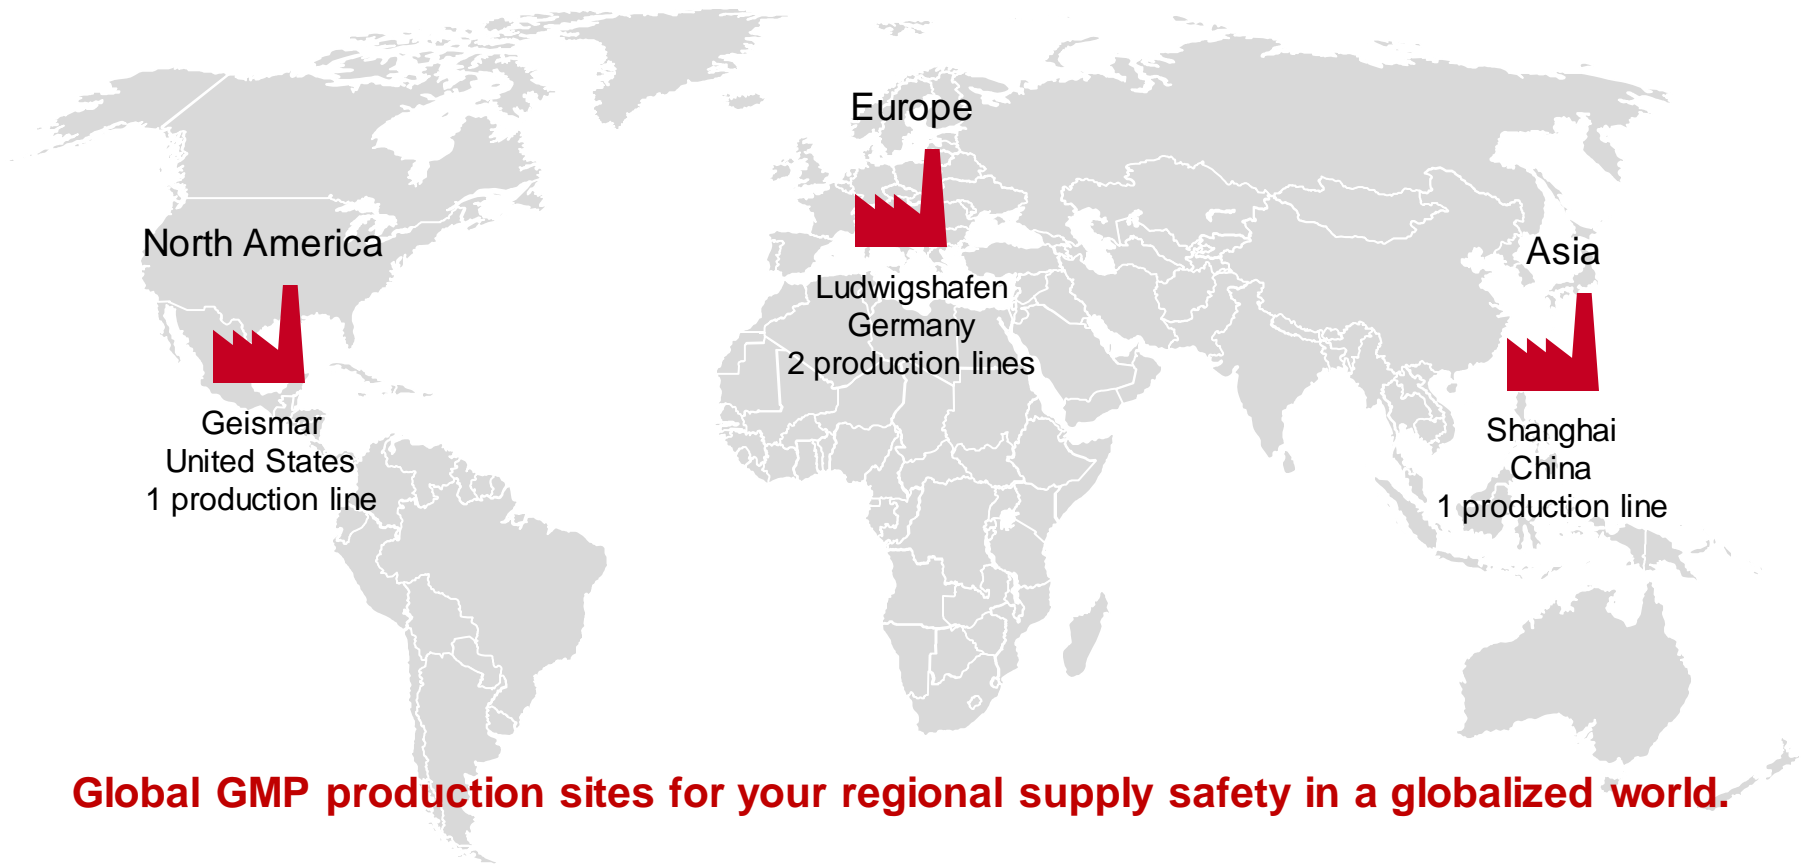 Europe
North America
Asia
Ludwigshafen
Germany
2 production lines
Geismar
United States
1 production line
Shanghai
China
1 production line
Global GMP production sites for your regional supply safety in a globalized world.